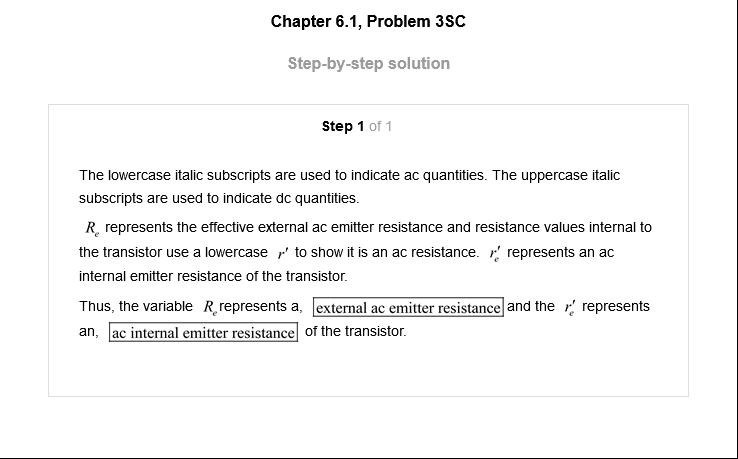 Chapter 6.1, Problem 3SC
Step-by-step solution
Step 1 of 1
The lowercase italic subscripts are used to indicate ac quantities. The uppercase italic
subscripts are used to indicate dc quantities.
Rₑ represents the effective external ac emitter resistance and resistance values internal to
the transistor use a lowercase r′ to show it is an ac resistance. r′ₑ represents an ac
internal emitter resistance of the transistor.
Thus, the variable Rₑ represents a, external ac emitter resistance and the r′ₑ represents
an, ac internal emitter resistance of the transistor.